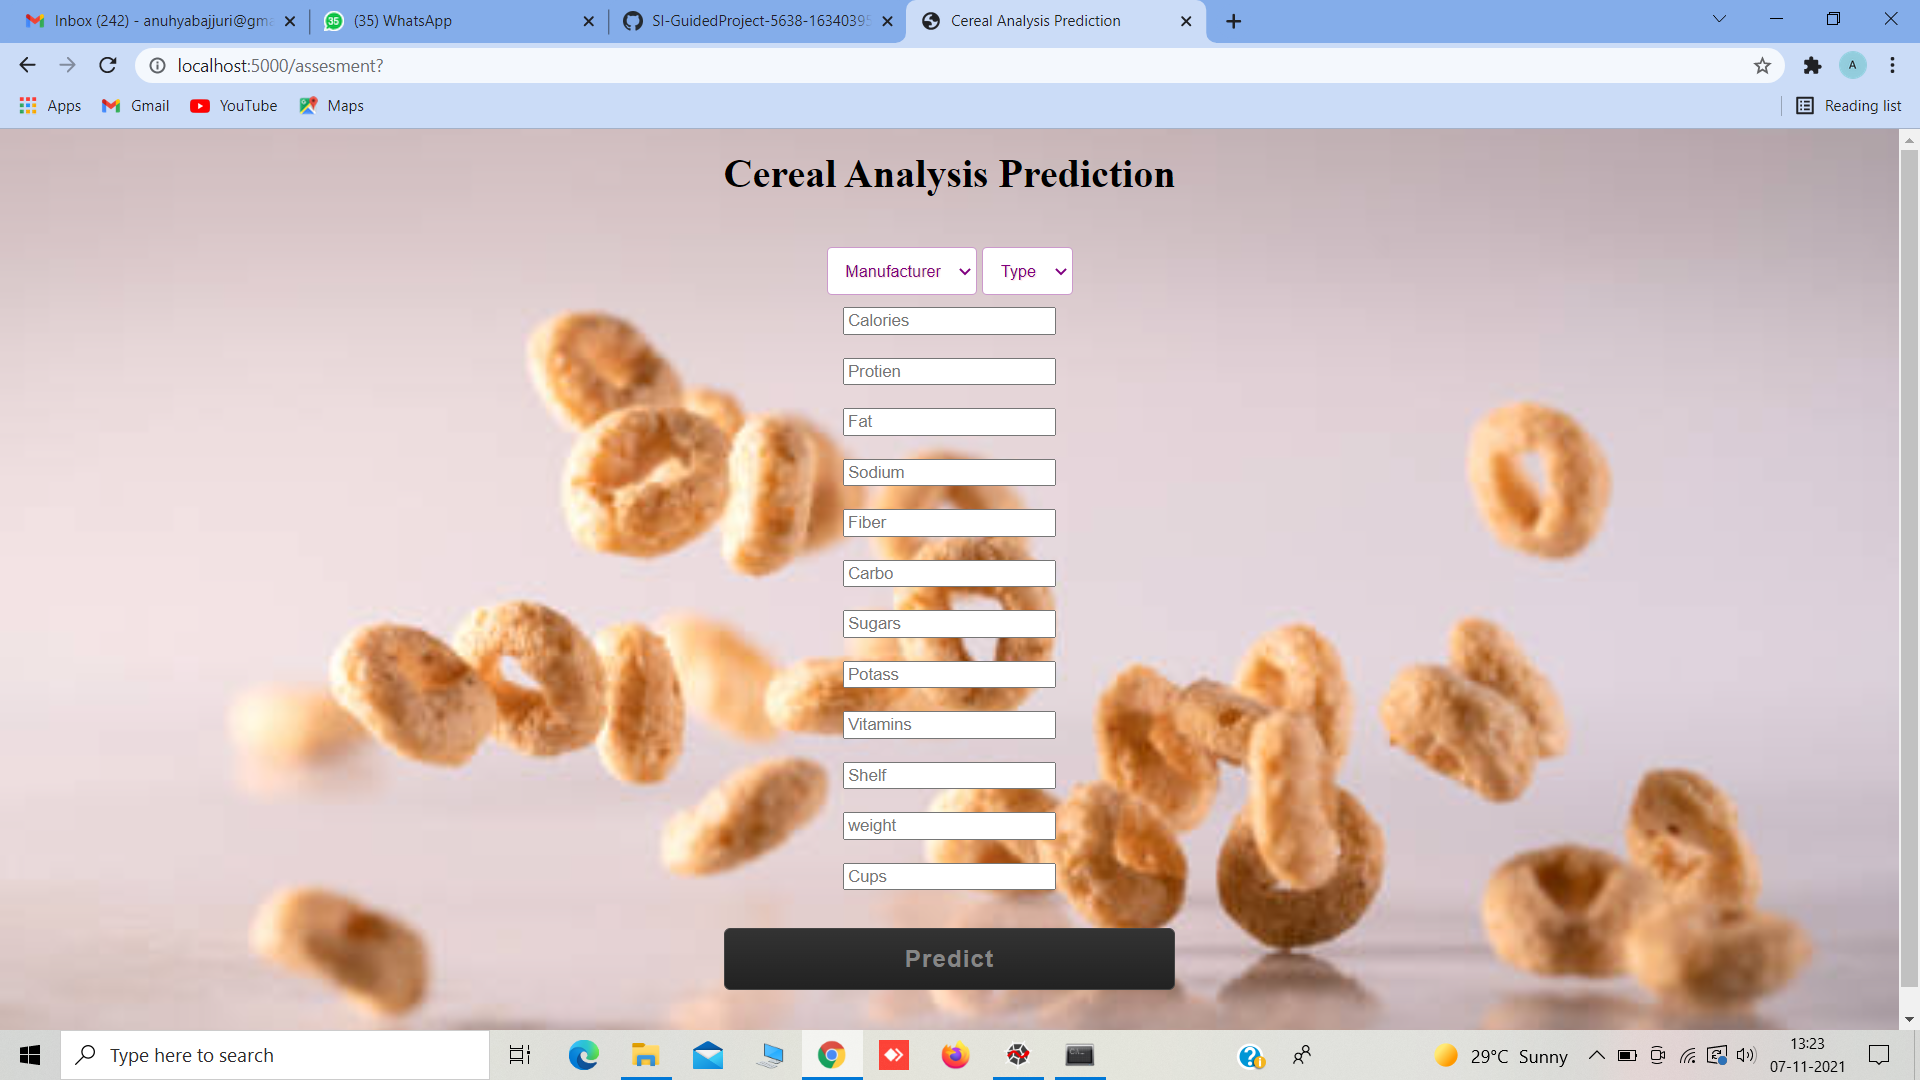 Inbox (242) - anuhyabajjuri@gma
35 (35) WhatsApp
SI-GuidedProject-5638-16340395
Cereal Analysis Prediction
localhost:5000/assesment?
A
Apps Gmail YouTube Maps Reading list
Cereal Analysis Prediction
Manufacturer Type
Calories
Protien
Fat
Sodium
Fiber
Carbo
Sugars
Potass
Vitamins
Shelf
weight
Cups
Predict
Type here to search
29°C Sunny
13:23
07-11-2021